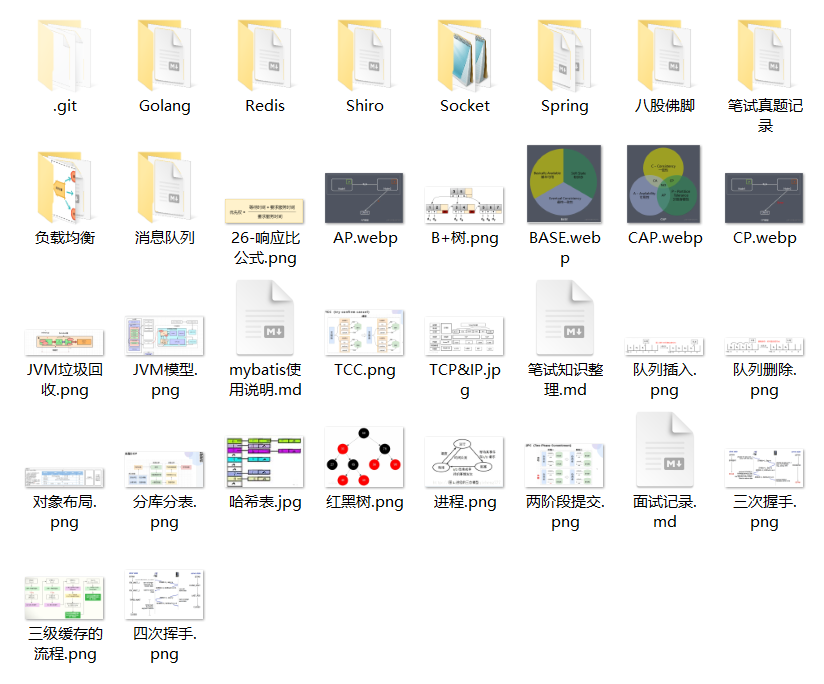 .git
Golang
Redis
Shiro
Socket
Spring
八股佛脚
笔试真题记
录
负载均衡
消息队列
26-响应比
公式.png
AP.webp
B+树.png
BASE.web
p
CAP.webp
CP.webp
JVM垃圾回
收.png
JVM模型.
png
mybatis使
用说明.md
TCC.png
TCP&IP.jp
g
笔试知识整
理.md
队列插入.
png
队列删除.
png
对象布局.
png
分库分表.
png
哈希表.jpg
红黑树.png
进程.png
两阶段提交.
png
面试记录.
md
三次握手.
png
三级缓存的
流程.png
四次挥手.
png